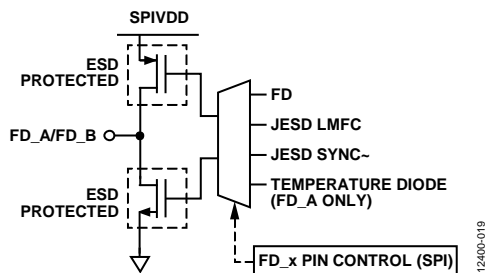 SPIVDD
ESD
PROTECTED
FD
JESD LMFC
FD_A/FD_B
JESD SYNC~
TEMPERATURE DIODE
(FD_A ONLY)
ESD
PROTECTED
FD_x PIN CONTROL (SPI)
12400-019